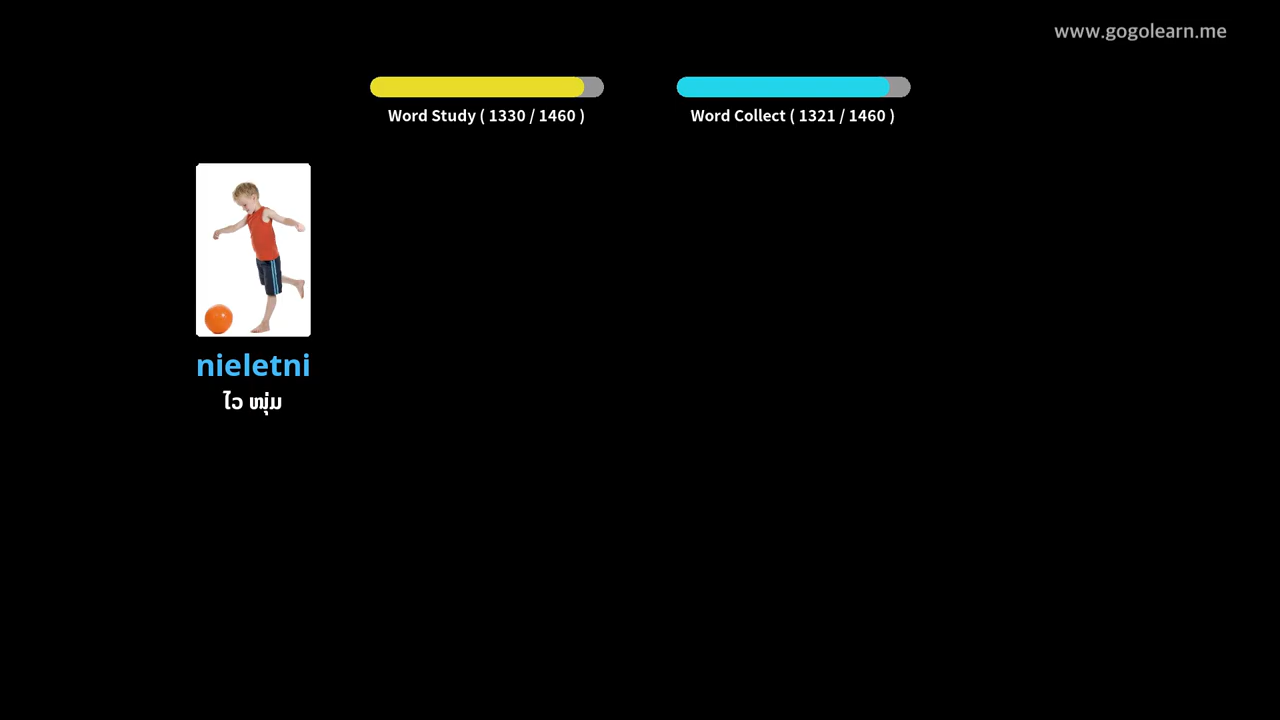 www.gogolearn.me
Word Study ( 1330 / 1460 )
Word Collect ( 1321 / 1460 )
nieletni
ໄວ ໜຸ່ມ